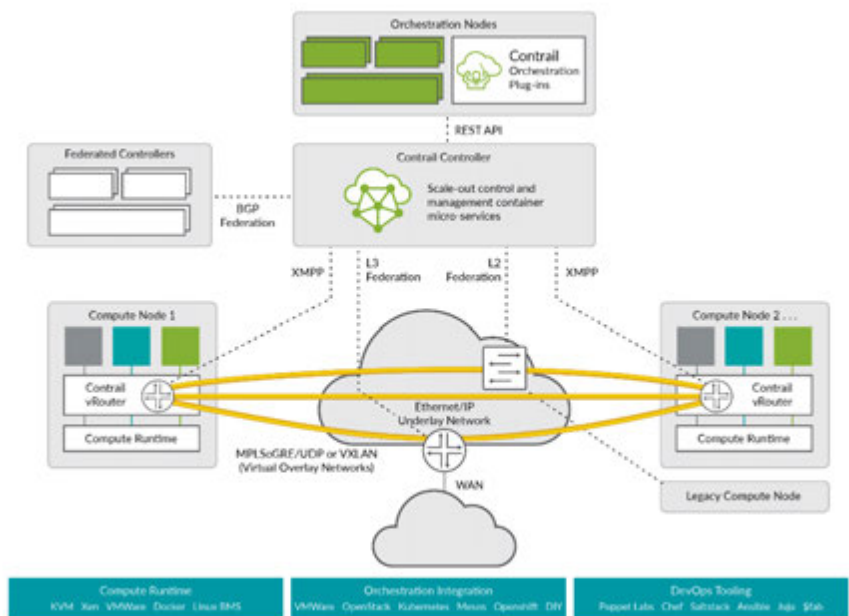 Orchestration Nodes
Contrail
Orchestration
Plug-ins
REST API
Federated Controllers
Contrail Controller
Scale-out control and
management container
micro-services
BGP
Federation
XMPP
L3
Federation
L2
Federation
XMPP
Compute Node 1
Compute Node 2 . . .
Contrail
vRouter
Contrail
vRouter
Ethernet/IP
Underlay Network
Compute Runtime
Compute Runtime
MPLSoGRE/UDP or VXLAN
(Virtual Overlay Networks)
WAN
Legacy Compute Node
Compute Runtime
KVM Xen VMWare Docker Linux BMS
Orchestration Integration
VMWare OpenStack Kubernetes Mesos Openshift DIY
DevOps Tooling
Puppet Labs Chef Saltstack Ansible Juju